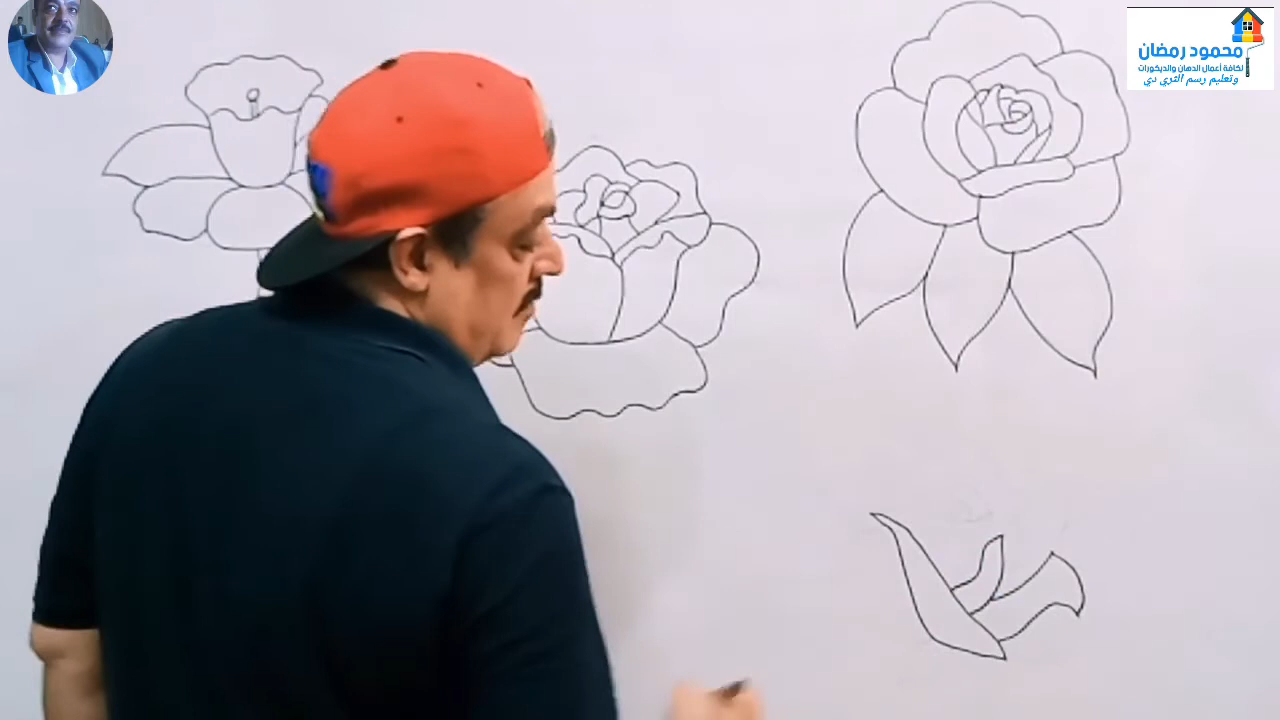 محمود رمضان
لكافة أعمال الدهان والديكورات
وتعليم رسم الثري دي